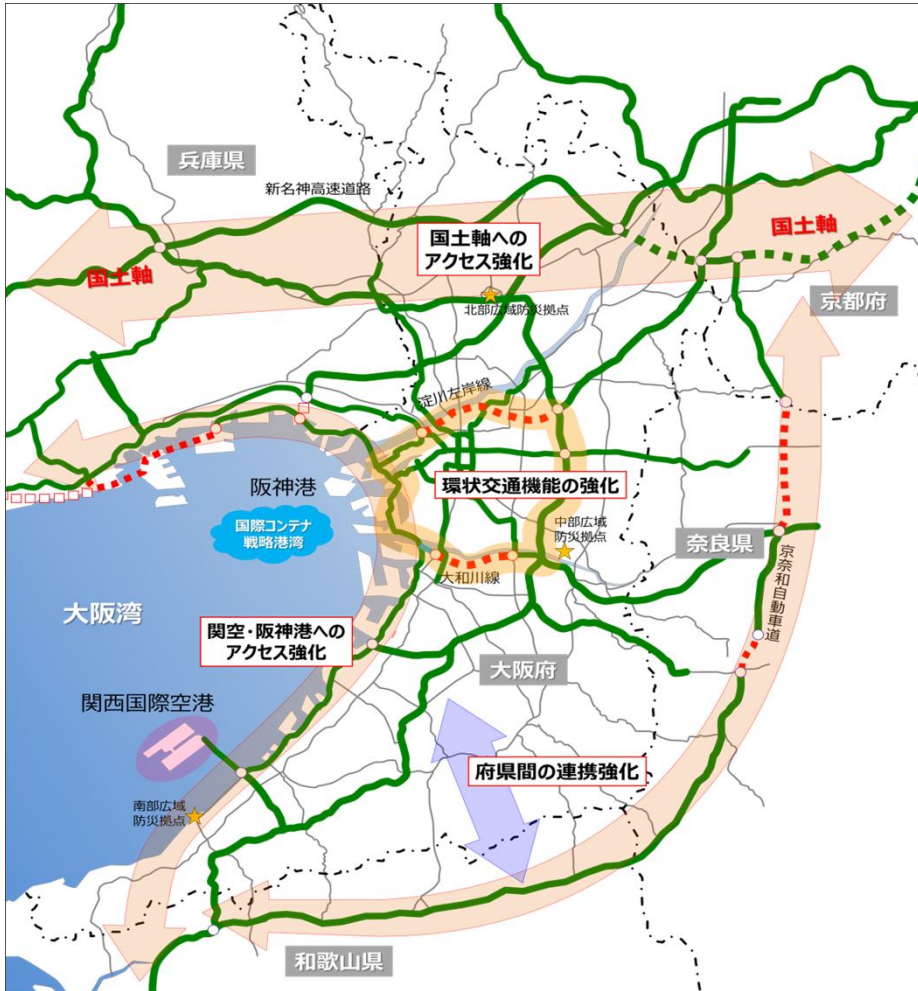 兵庫県
新名神高速道路
国土軸への
アクセス強化
国土軸
国土軸
北部広域防災拠点
京都府
淀川左岸線
阪神港
国際コンテナ
戦略港湾
環状交通機能の強化
中部広域
防災拠点
奈良県
大和川線
京奈和自動車道
大阪湾
関空・阪神港への
アクセス強化
大阪府
関西国際空港
府県間の連携強化
南部広域
防災拠点
和歌山県